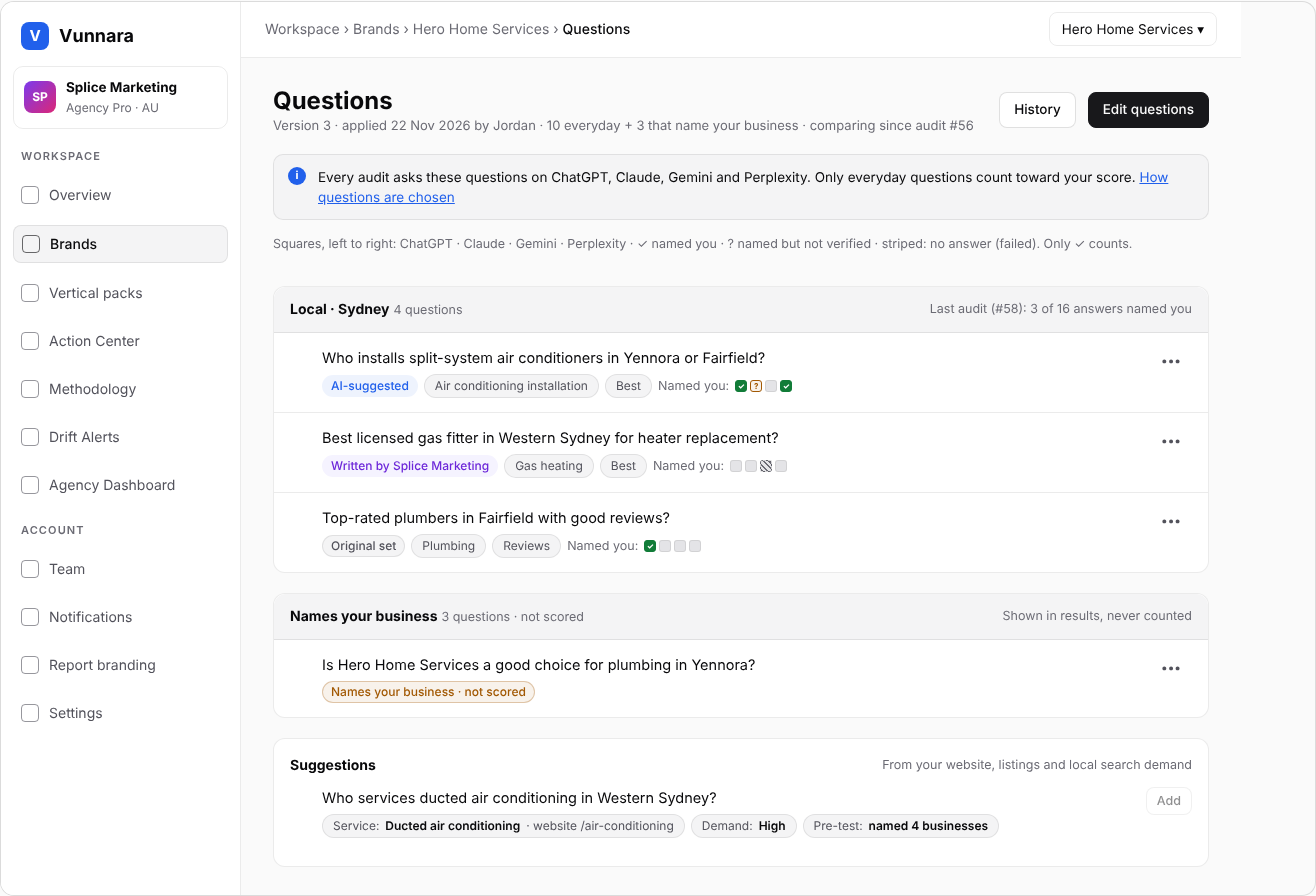 V Vunnara
SP Splice Marketing
Agency Pro · AU
WORKSPACE
Overview
Brands
Vertical packs
Action Center
Methodology
Drift Alerts
Agency Dashboard
ACCOUNT
Team
Notifications
Report branding
Settings
Workspace › Brands › Hero Home Services › Questions
Hero Home Services ▾
Questions
Version 3 · applied 22 Nov 2026 by Jordan · 10 everyday + 3 that name your business · comparing since audit #56
History
Edit questions
i Every audit asks these questions on ChatGPT, Claude, Gemini and Perplexity. Only everyday questions count toward your score. How
questions are chosen
Squares, left to right: ChatGPT · Claude · Gemini · Perplexity · ✓ named you · ? named but not verified · striped: no answer (failed). Only ✓ counts.
Local · Sydney 4 questions
Last audit (#58): 3 of 16 answers named you
Who installs split-system air conditioners in Yennora or Fairfield?
•••
AI-suggested Air conditioning installation Best Named you: ✓ ? ✓
Best licensed gas fitter in Western Sydney for heater replacement?
•••
Written by Splice Marketing Gas heating Best Named you:
Top-rated plumbers in Fairfield with good reviews?
•••
Original set Plumbing Reviews Named you: ✓
Names your business 3 questions · not scored
Shown in results, never counted
Is Hero Home Services a good choice for plumbing in Yennora?
•••
Names your business · not scored
Suggestions
From your website, listings and local search demand
Who services ducted air conditioning in Western Sydney?
Add
Service: Ducted air conditioning · website /air-conditioning Demand: High Pre-test: named 4 businesses